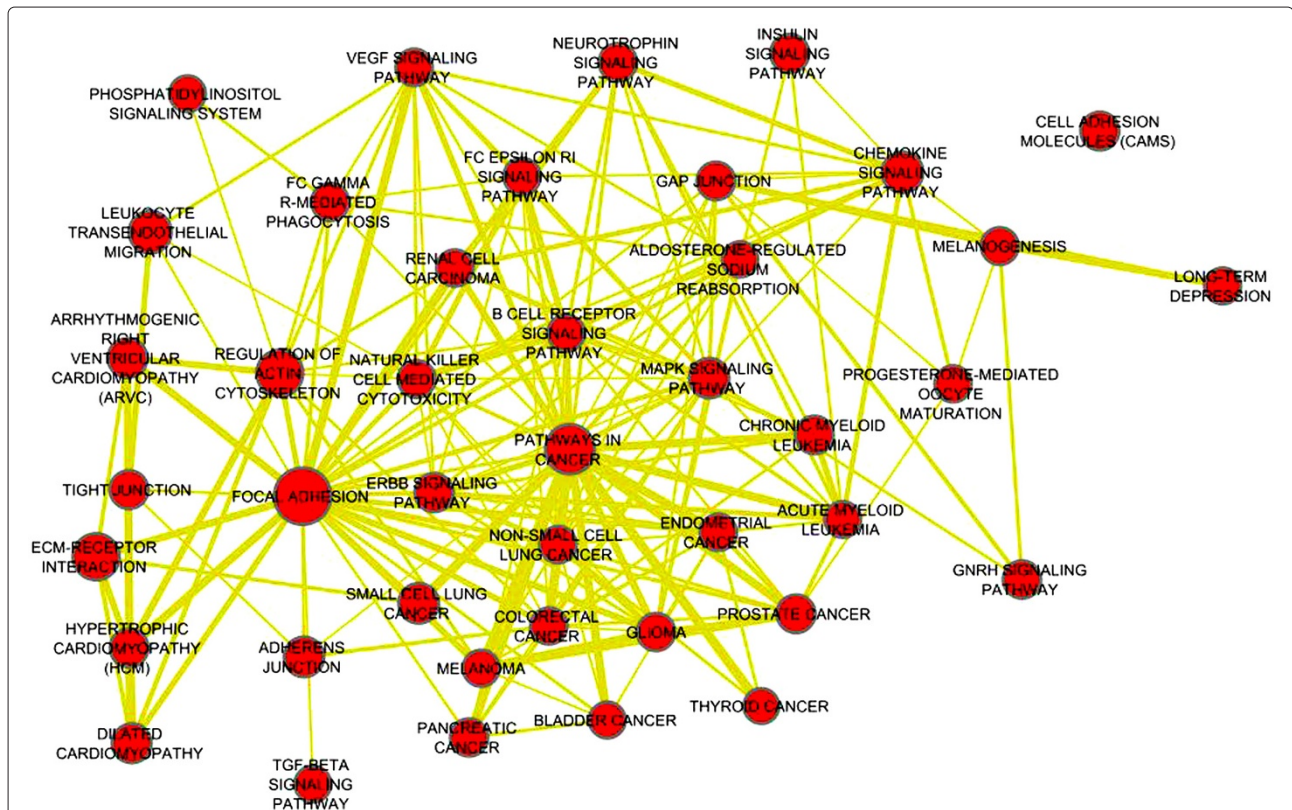 VEGF SIGNALING
PATHWAY
NEUROTROPHIN
SIGNALING
PATHWAY
INSULIN
SIGNALING
PATHWAY
PHOSPHATIDYLINOSITOL
SIGNALING SYSTEM
CELL ADHESION
MOLECULES (CAMS)
FC EPSILON RI
SIGNALING
PATHWAY
CHEMOKINE
SIGNALING
PATHWAY
FC GAMMA
R-MEDIATED
PHAGOCYTOSIS
GAP JUNCTION
LEUKOCYTE
TRANSENDOTHELIAL
MIGRATION
MELANOGENESIS
RENAL CELL
CARCINOMA
ALDOSTERONE-REGULATED
SODIUM
REABSORPTION
LONG-TERM
DEPRESSION
B CELL RECEPTOR
SIGNALING
PATHWAY
ARRHYTHMOGENIC
RIGHT
VENTRICULAR
CARDIOMYOPATHY
(ARVC)
REGULATION OF
ACTIN
CYTOSKELETON
NATURAL KILLER
CELL MEDIATED
CYTOTOXICITY
MAPK SIGNALING
PATHWAY
PROGESTERONE-MEDIATED
OOCYTE
MATURATION
CHRONIC MYELOID
LEUKEMIA
PATHWAYS IN
CANCER
TIGHT JUNCTION
FOCAL ADHESION
ERBB SIGNALING
PATHWAY
ACUTE MYELOID
LEUKEMIA
ENDOMETRIAL
CANCER
NON-SMALL CELL
LUNG CANCER
ECM-RECEPTOR
INTERACTION
GNRH SIGNALING
PATHWAY
SMALL CELL LUNG
CANCER
PROSTATE CANCER
COLORECTAL
CANCER
GLIOMA
HYPERTROPHIC
CARDIOMYOPATHY
(HCM)
ADHERENS
JUNCTION
MELANOMA
THYROID CANCER
BLADDER CANCER
PANCREATIC
CANCER
DILATED
CARDIOMYOPATHY
TGF-BETA
SIGNALING
PATHWAY